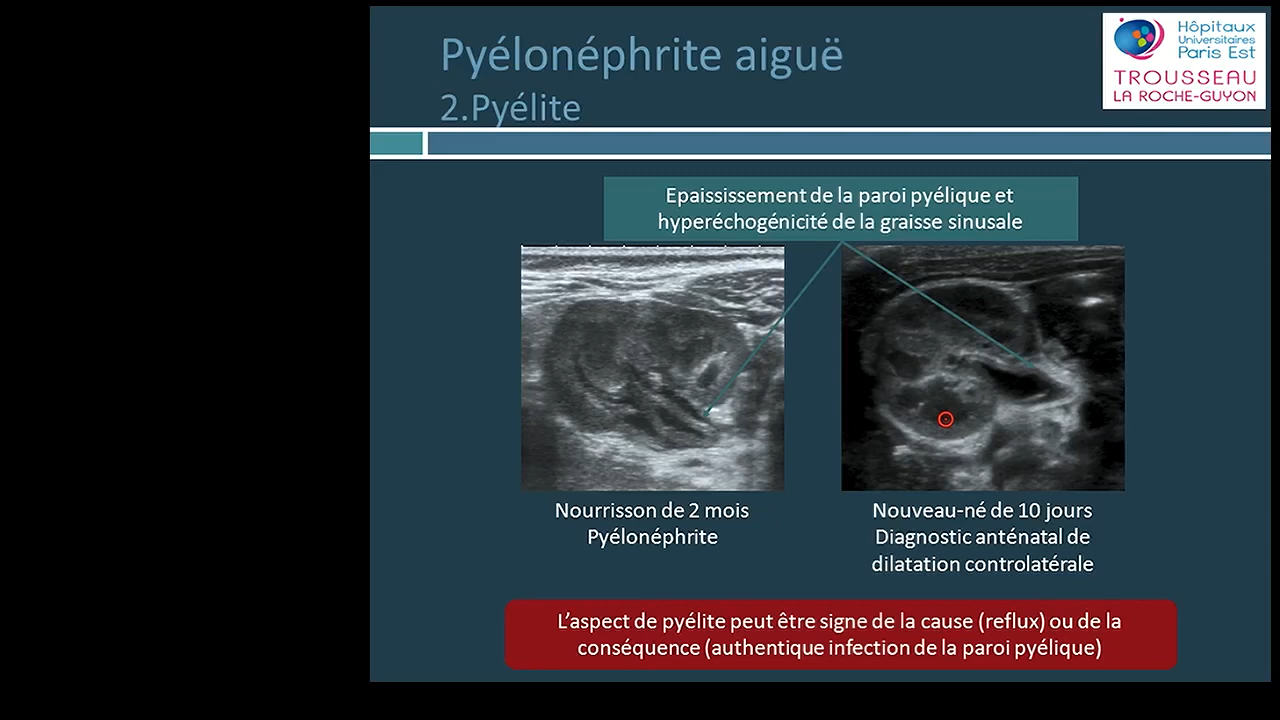 Pyélonéphrite aiguë
2.Pyélite
Hôpitaux
Universitaires
Paris Est
TROUSSEAU
LA ROCHE-GUYON
Epaississement de la paroi pyélique et
hyperéchogénicité de la graisse sinusale
Nourrisson de 2 mois
Pyélonéphrite
Nouveau-né de 10 jours
Diagnostic anténatal de
dilatation controlatérale
L'aspect de pyélite peut être signe de la cause (reflux) ou de la
conséquence (authentique infection de la paroi pyélique)